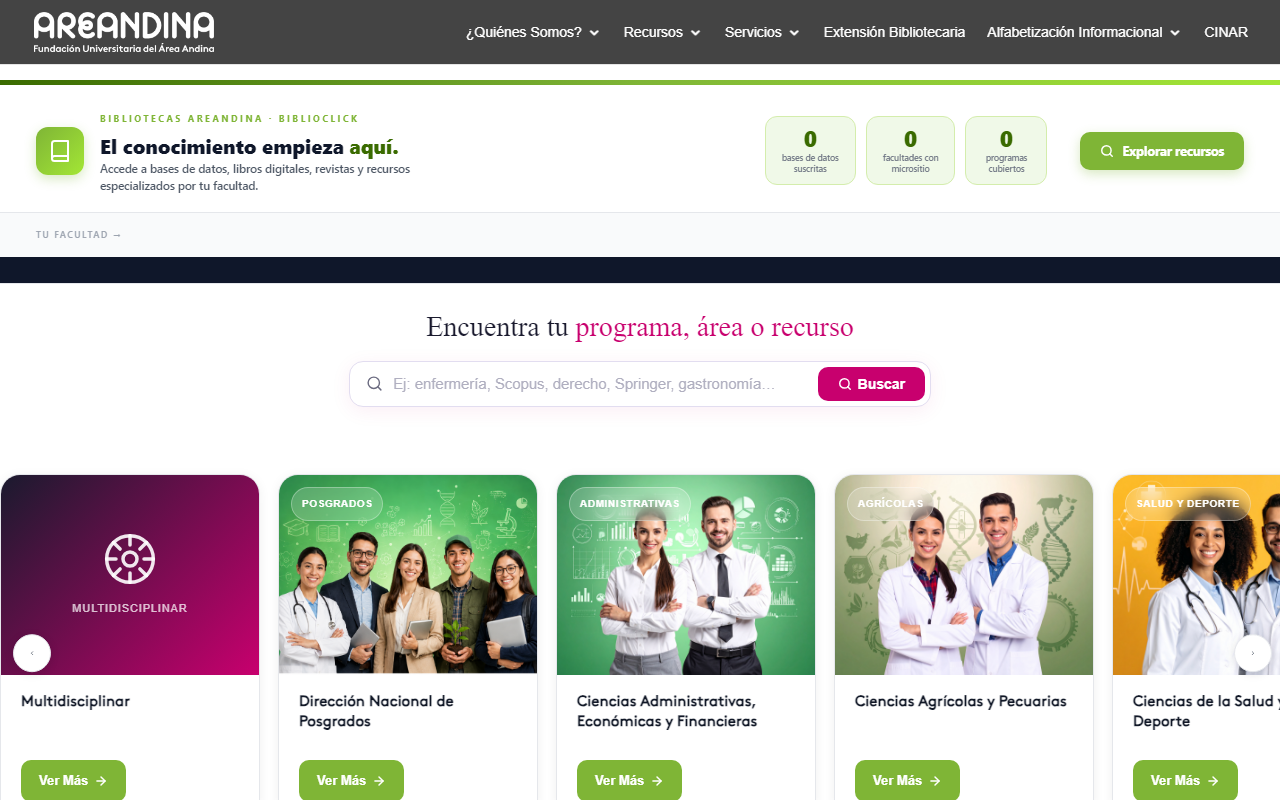 AREANDINA
Fundación Universitaria del Área Andina
¿Quiénes Somos?
Recursos
Servicios
Extensión Bibliotecaria
Alfabetización Informacional
CINAR
BIBLIOTECAS AREANDINA · BIBLIOCLICK
El conocimiento empieza aquí.
Accede a bases de datos, libros digitales, revistas y recursos
especializados por tu facultad.
0
bases de datos
suscritas
0
facultades con
micrositio
0
programas
cubiertos
Explorar recursos
TU FACULTAD →
Encuentra tu programa, área o recurso
Ej: enfermería, Scopus, derecho, Springer, gastronomía...
Buscar
MULTIDISCIPLINAR
POSGRADOS
ADMINISTRATIVAS
AGRÍCOLAS
SALUD Y DEPORTE
Multidisciplinar
Dirección Nacional de
Posgrados
Ciencias Administrativas,
Económicas y Financieras
Ciencias Agrícolas y Pecuarias
Ciencias de la Salud y
Deporte
Ver Más →
Ver Más →
Ver Más →
Ver Más →
Ver Más →